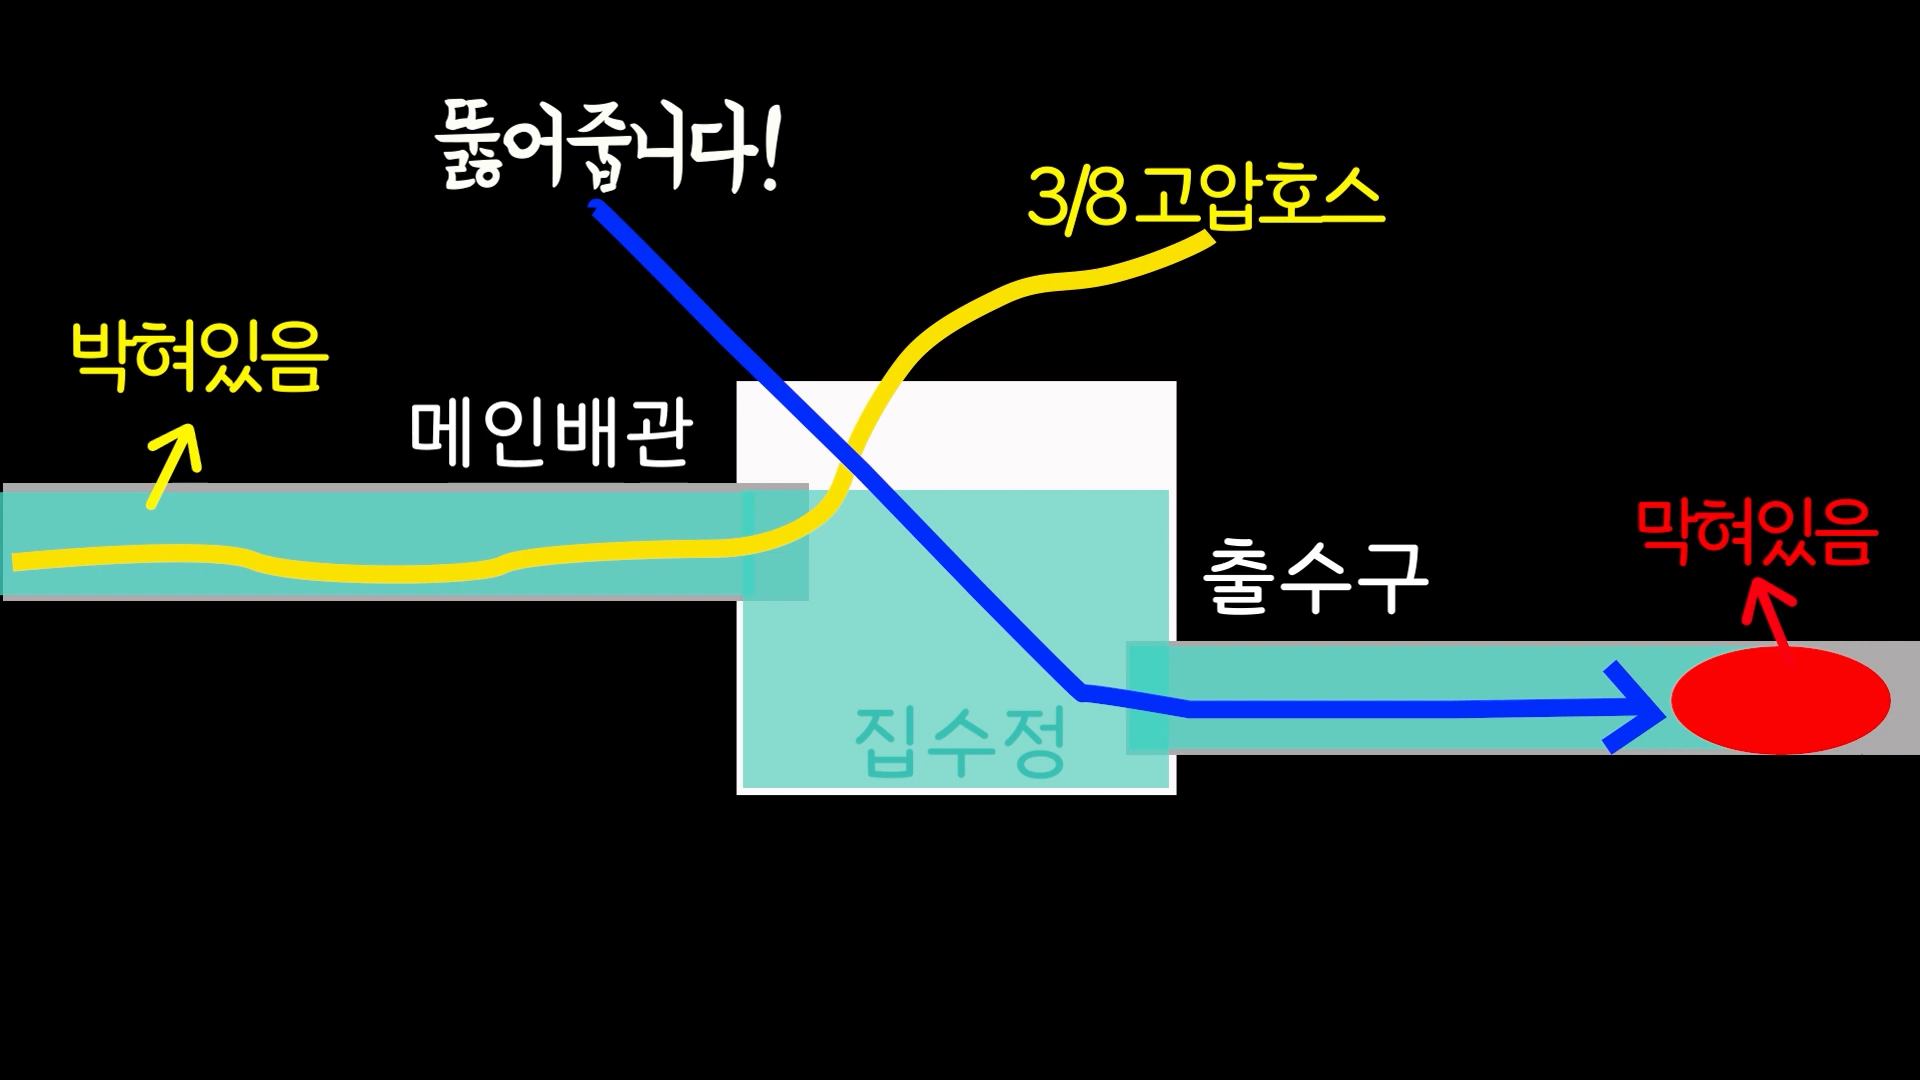 뚫어줍니다!
3/8 고압호스
박혀있음
메인배관
막혀있음
출수구
집수정